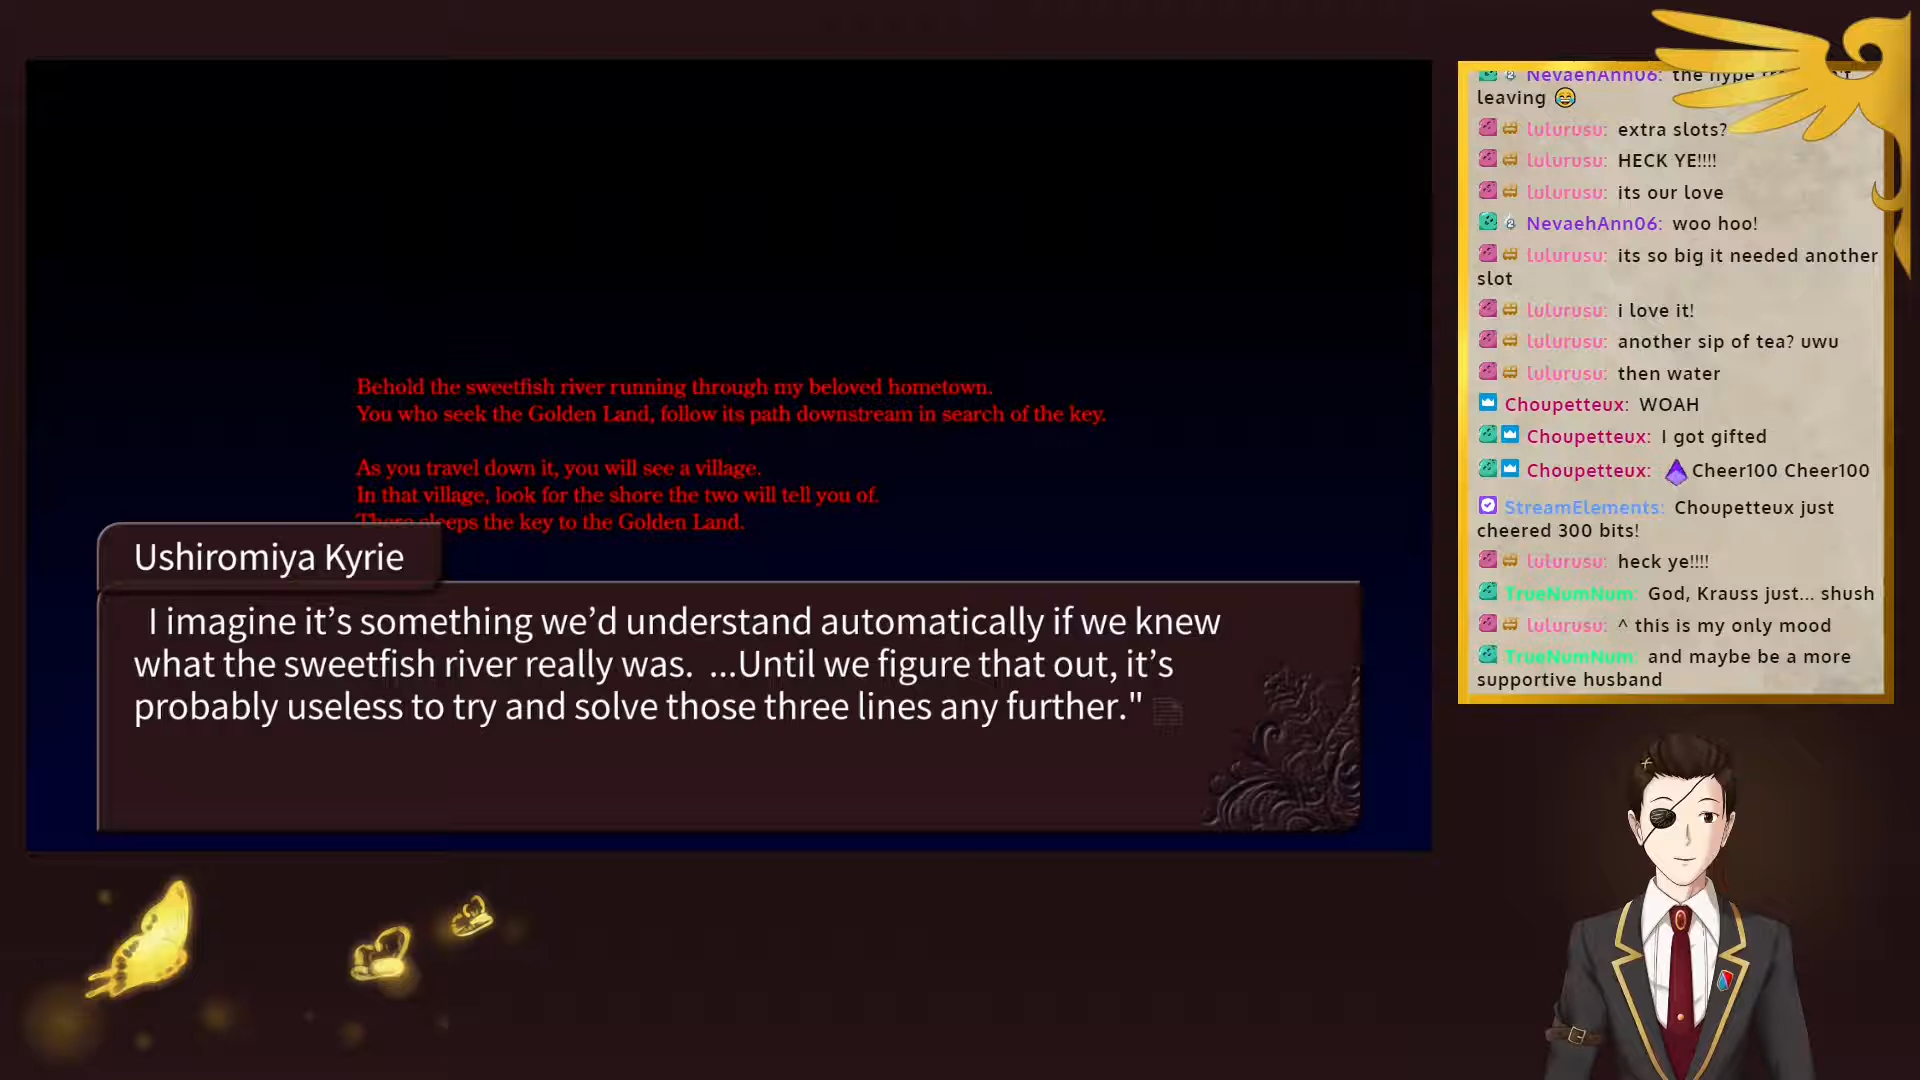 Behold the sweetfish river running through my beloved hometown.
You who seek the Golden Land, follow its path downstream in search of the key.
As you travel down it, you will see a village.
In that village, look for the shore the two will tell you of.
There sleeps the key to the Golden Land.
Ushiromiya Kyrie
I imagine it's something we'd understand automatically if we knew
what the sweetfish river really was.  ...Until we figure that out, it's
probably useless to try and solve those three lines any further."
NevaehAnn06: the hype
leaving 😂
lulurusu: extra slots?
lulurusu: HECK YE!!!!
lulurusu: its our love
NevaehAnn06: woo hoo!
lulurusu: its so big it needed another
slot
lulurusu: i love it!
lulurusu: another sip of tea? uwu
lulurusu: then water
Choupetteux: WOAH
Choupetteux: I got gifted
Choupetteux: Cheer100 Cheer100
StreamElements: Choupetteux just
cheered 300 bits!
lulurusu: heck ye!!!!
TrueNumNum: God, Krauss just... shush
lulurusu: ^ this is my only mood
TrueNumNum: and maybe be a more
supportive husband